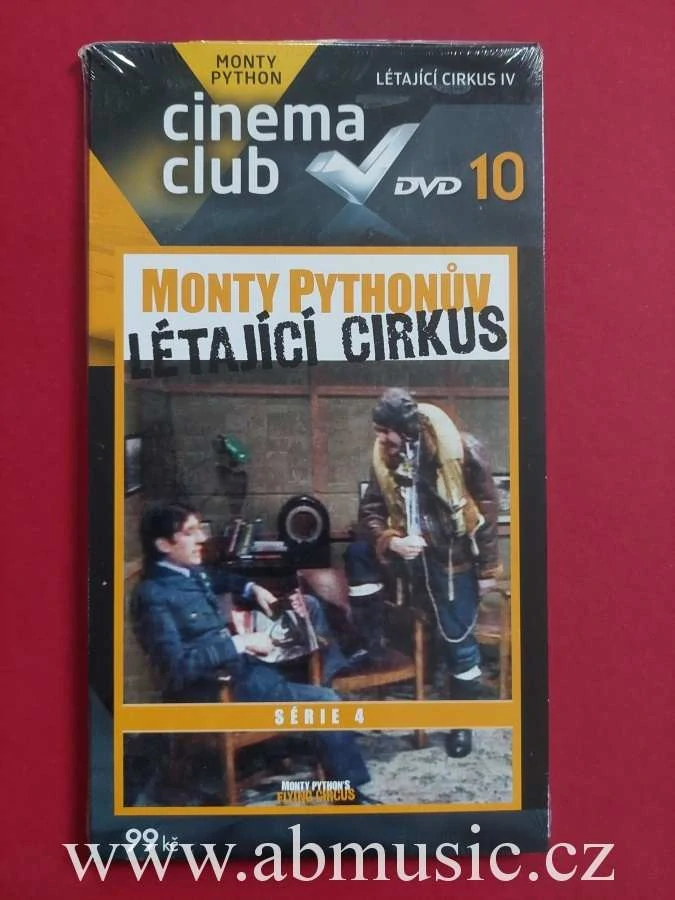 MONTY
PYTHON
LÉTAJÍCÍ CIRKUS IV
cinema
club
DVD 10
MONTY PYTHONŮV
LÉTAJÍCÍ CIRKUS
SÉRIE 4
MONTY PYTHON'S
FLYING CIRCUS
99 kč
www.abmusic.cz